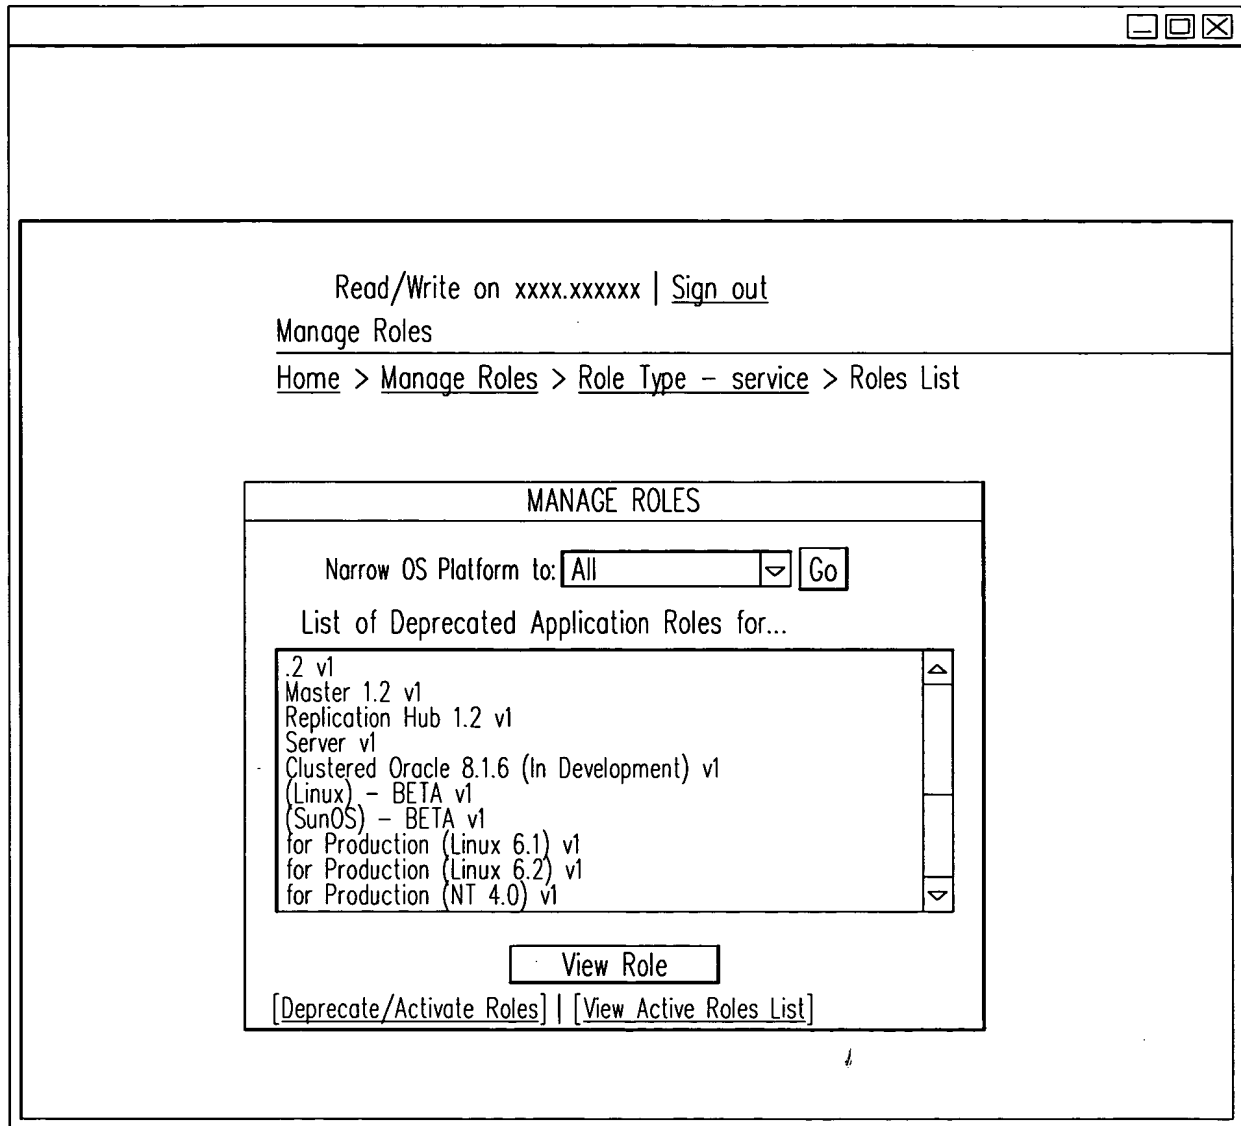 Read/Write on xxxx.xxxxxx | Sign out
Manage Roles
Home > Manage Roles > Role Type – service > Roles List
MANAGE ROLES
Narrow OS Platform to: All Go
List of Deprecated Application Roles for...
.2 v1
Master 1.2 v1
Replication Hub 1.2 v1
Server v1
Clustered Oracle 8.1.6 (In Development) v1
(Linux) – BETA v1
(SunOS) – BETA v1
for Production (Linux 6.1) v1
for Production (Linux 6.2) v1
for Production (NT 4.0) v1
View Role
[Deprecate/Activate Roles] | [View Active Roles List]